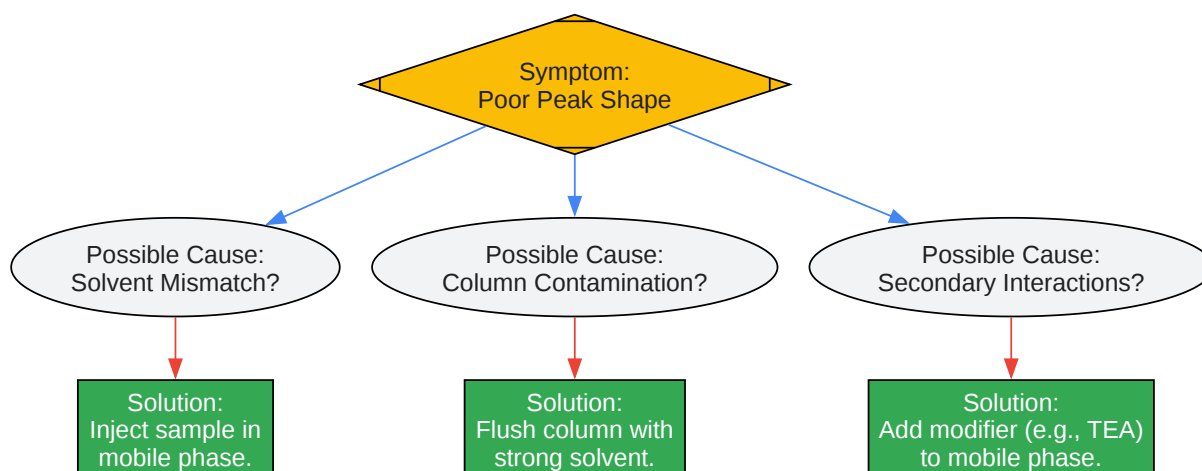 Symptom:
Poor Peak Shape
Possible Cause:
Solvent Mismatch?
Possible Cause:
Column Contamination?
Possible Cause:
Secondary Interactions?
Solution:
Inject sample in
mobile phase.
Solution:
Flush column with
strong solvent.
Solution:
Add modifier (e.g., TEA)
to mobile phase.